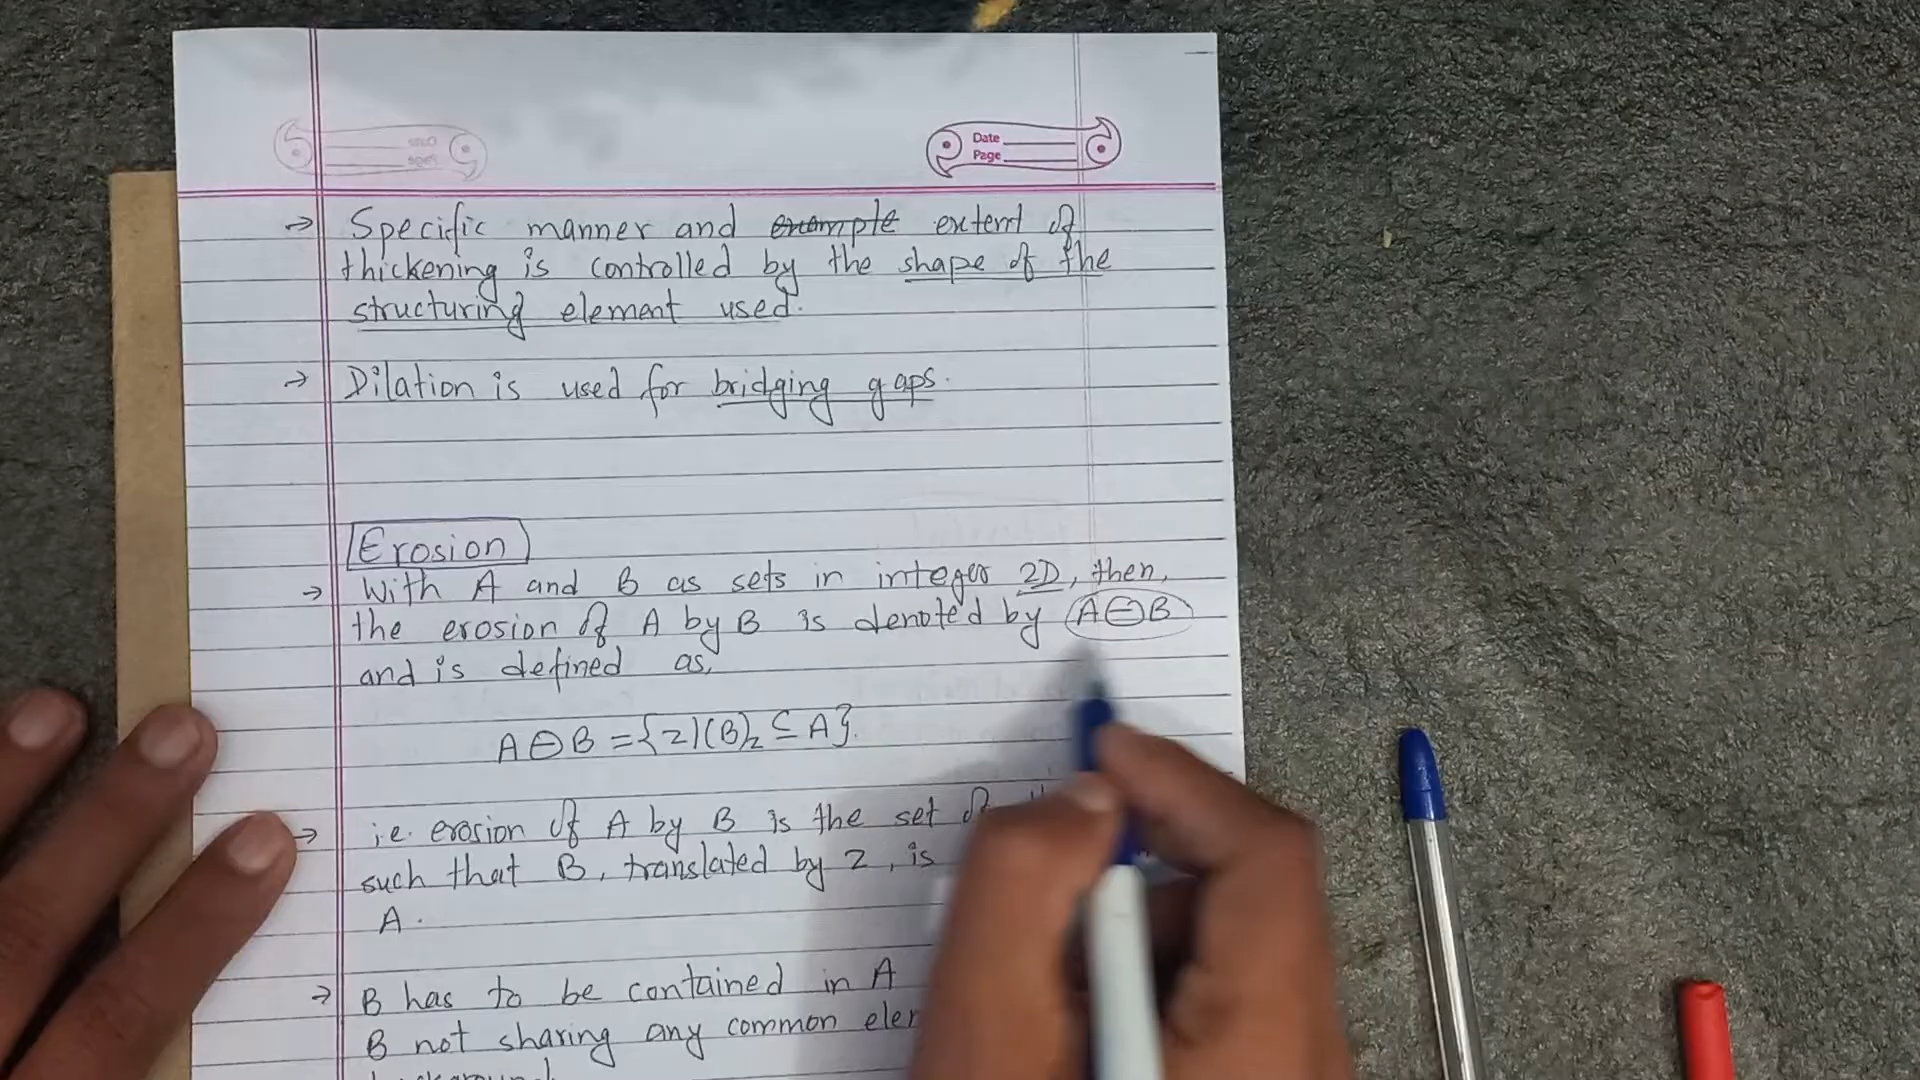 Date
Page
→ Specific manner and example extent of
thickening is controlled by the shape of the
structuring element used.
→ Dilation is used for bridging gaps.
Erosion
→ With A and B as sets in integer 2D, then,
the erosion of A by B is denoted by A⊖B
and is defined as,
A⊖B = {z|(B)z ⊆ A}.
→ i.e. erosion of A by B is the set of
such that B, translated by z, is
A.
→ B has to be contained in A
B not sharing any common